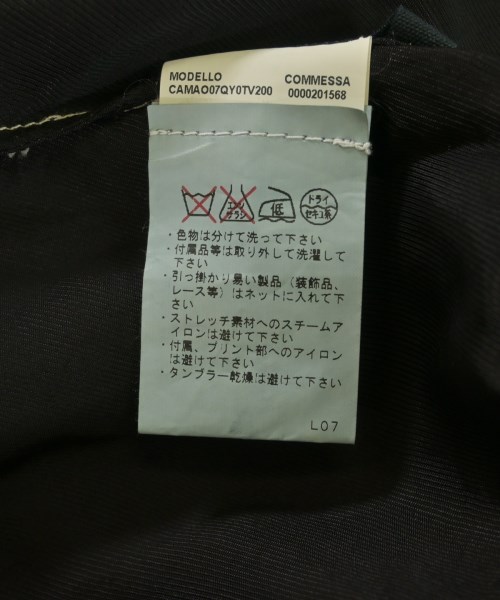 MODELLO COMMESSA
CAMAO07QY0TV200 0000201568
エンソ
サラシ
低
ドライ
セキユ系
・色物は分けて洗って下さい
・付属品等は取り外して洗濯して
下さい
・引っ掛かり易い製品（装飾品、
レース等）はネットに入れて下
さい
・ストレッチ素材へのスチームア
イロンは避けて下さい
・付属、プリント部へのアイロン
は避けて下さい
・タンブラー乾燥は避けて下さい
L07